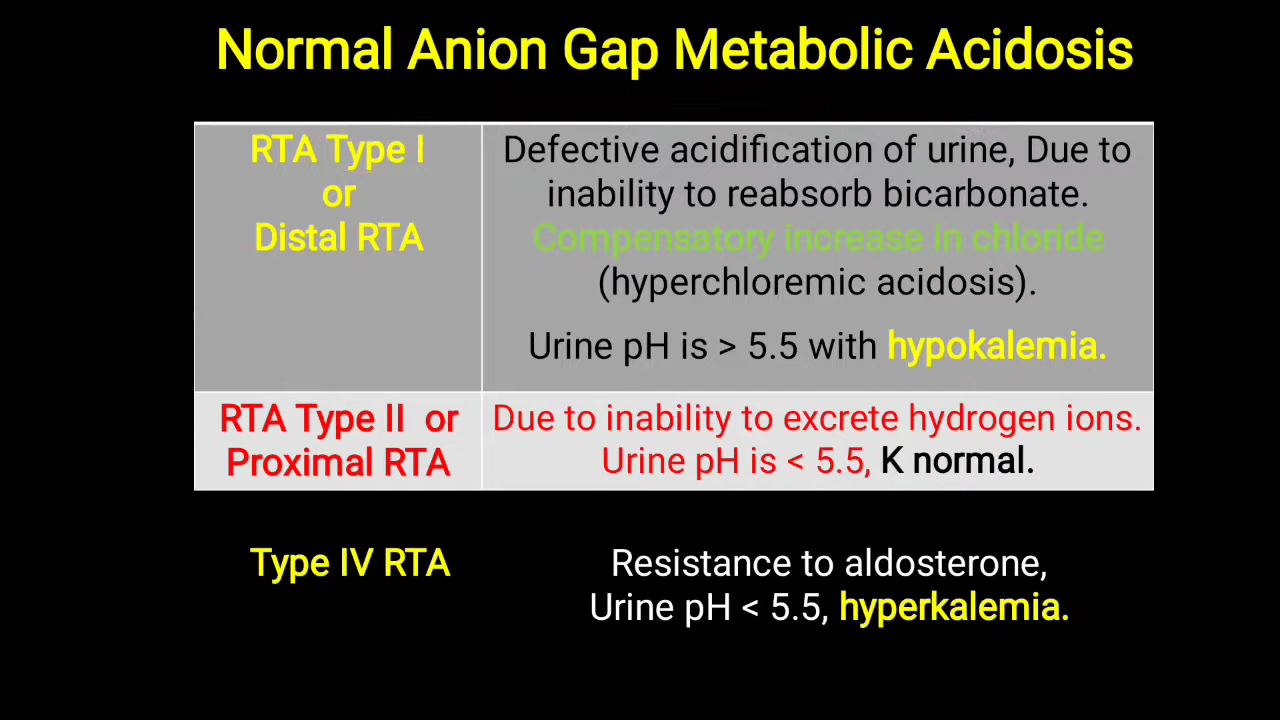 Normal Anion Gap Metabolic Acidosis
RTA Type I
or
Distal RTA
Defective acidification of urine, Due to
inability to reabsorb bicarbonate.
Compensatory increase in chloride
(hyperchloremic acidosis).
Urine pH is > 5.5 with hypokalemia.
RTA Type II or
Proximal RTA
Due to inability to excrete hydrogen ions.
Urine pH is < 5.5, K normal.
Type IV RTA
Resistance to aldosterone,
Urine pH < 5.5, hyperkalemia.